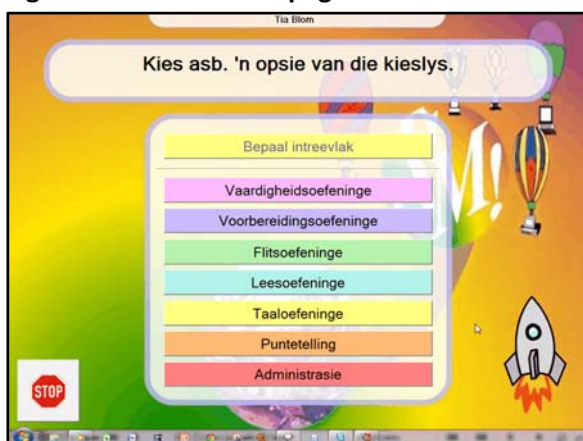 Tia Blom
Kies asb. 'n opsie van die kieslys.
Bepaal intreevlak
Vaardigheidsoefeninge
Voorbereidingsoefeninge
Flitsoefeninge
Leesoefeninge
Taaloefeninge
Puntetelling
Administrasie
STOP
M!